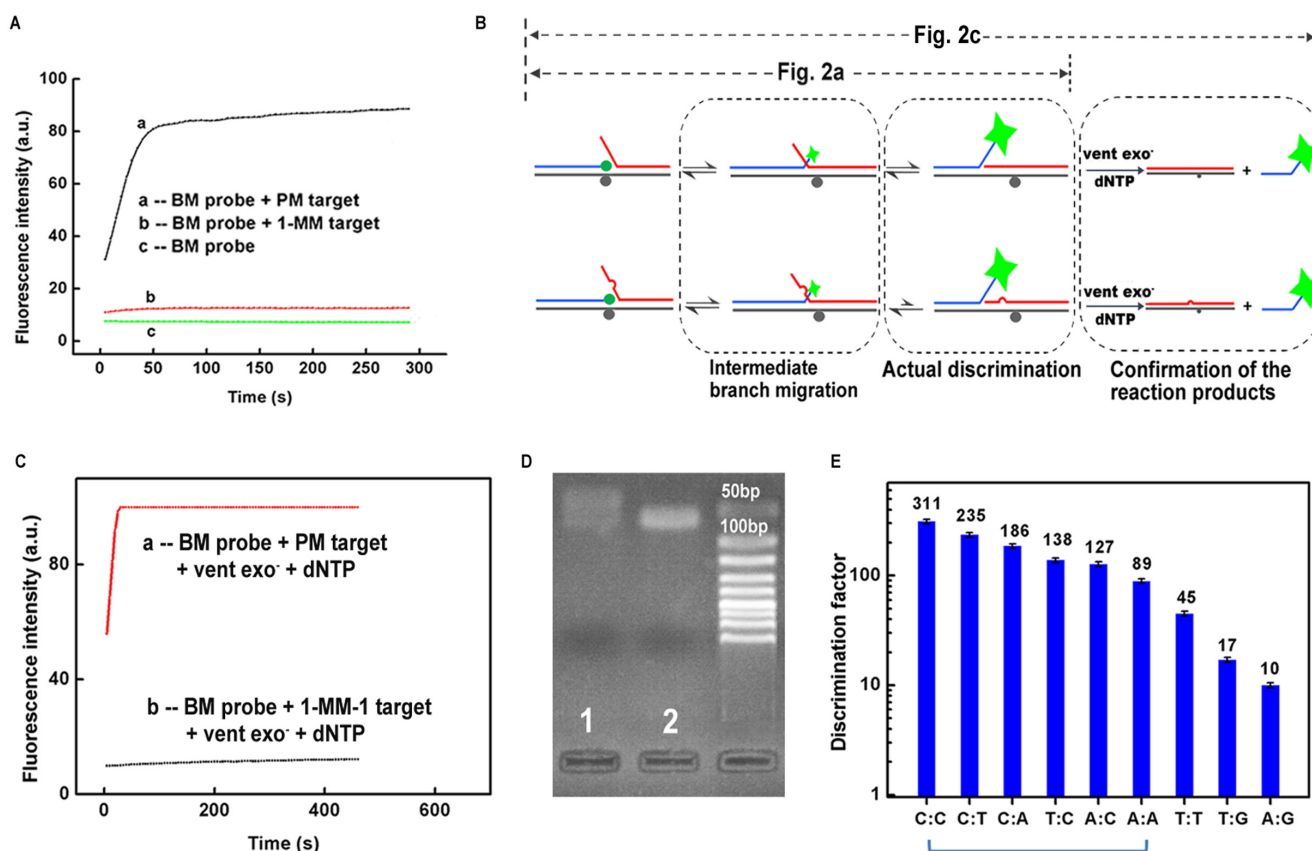 A
100
80
60
40
20
0
Fluorescence intensity (a.u.)
a
a -- BM probe + PM target
b -- BM probe + 1-MM target
c -- BM probe
b
c
0 50 100 150 200 250 300
Time (s)
B
Fig. 2c
Fig. 2a
vent exo-
dNTP
+
vent exo-
dNTP
+
Intermediate
branch migration
Actual discrimination
Confirmation of the
reaction products
C
80
40
0
Fluorescence intensity (a.u.)
a -- BM probe + PM target
+ vent exo- + dNTP
b -- BM probe + 1-MM-1 target
+ vent exo- + dNTP
0 200 400 600
Time (s)
D
50bp
100bp
1 2
E
Discrimination factor
100
10
1
311 235 186 138 127 89 45 17 10
C:C C:T C:A T:C A:C A:A T:T T:G A:G